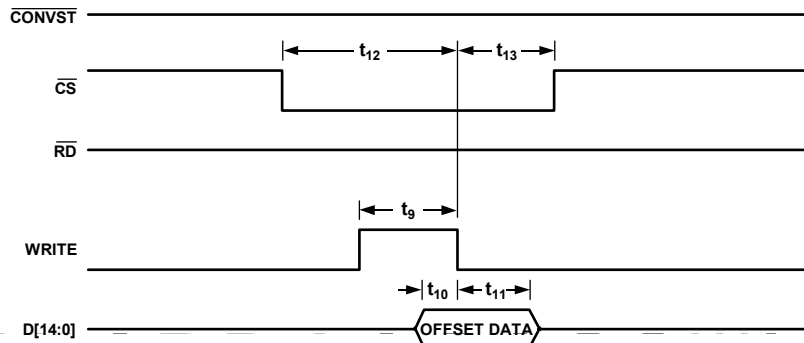 CONVST
t12 t13
CS
RD
t9
WRITE
t10 t11
D[14:0] OFFSET DATA